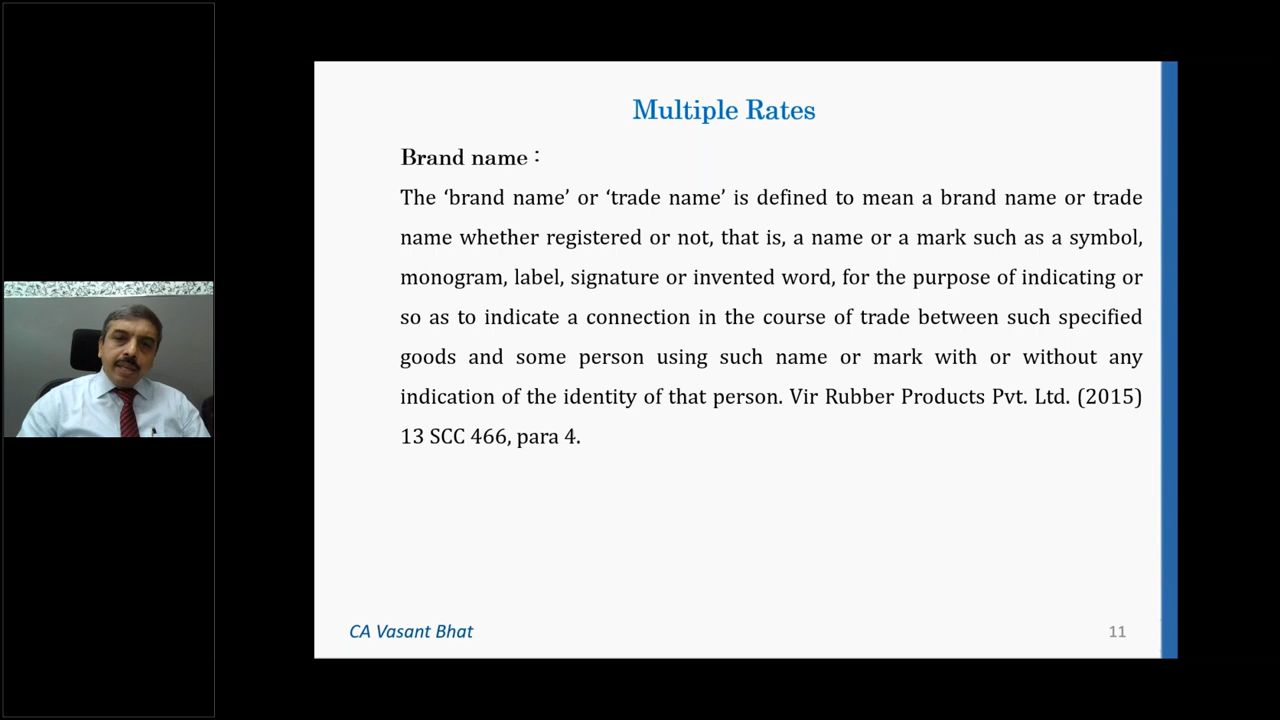 Multiple Rates
Brand name :
The ‘brand name’ or ‘trade name’ is defined to mean a brand name or trade
name whether registered or not, that is, a name or a mark such as a symbol,
monogram, label, signature or invented word, for the purpose of indicating or
so as to indicate a connection in the course of trade between such specified
goods and some person using such name or mark with or without any
indication of the identity of that person. Vir Rubber Products Pvt. Ltd. (2015)
13 SCC 466, para 4.
CA Vasant Bhat
11